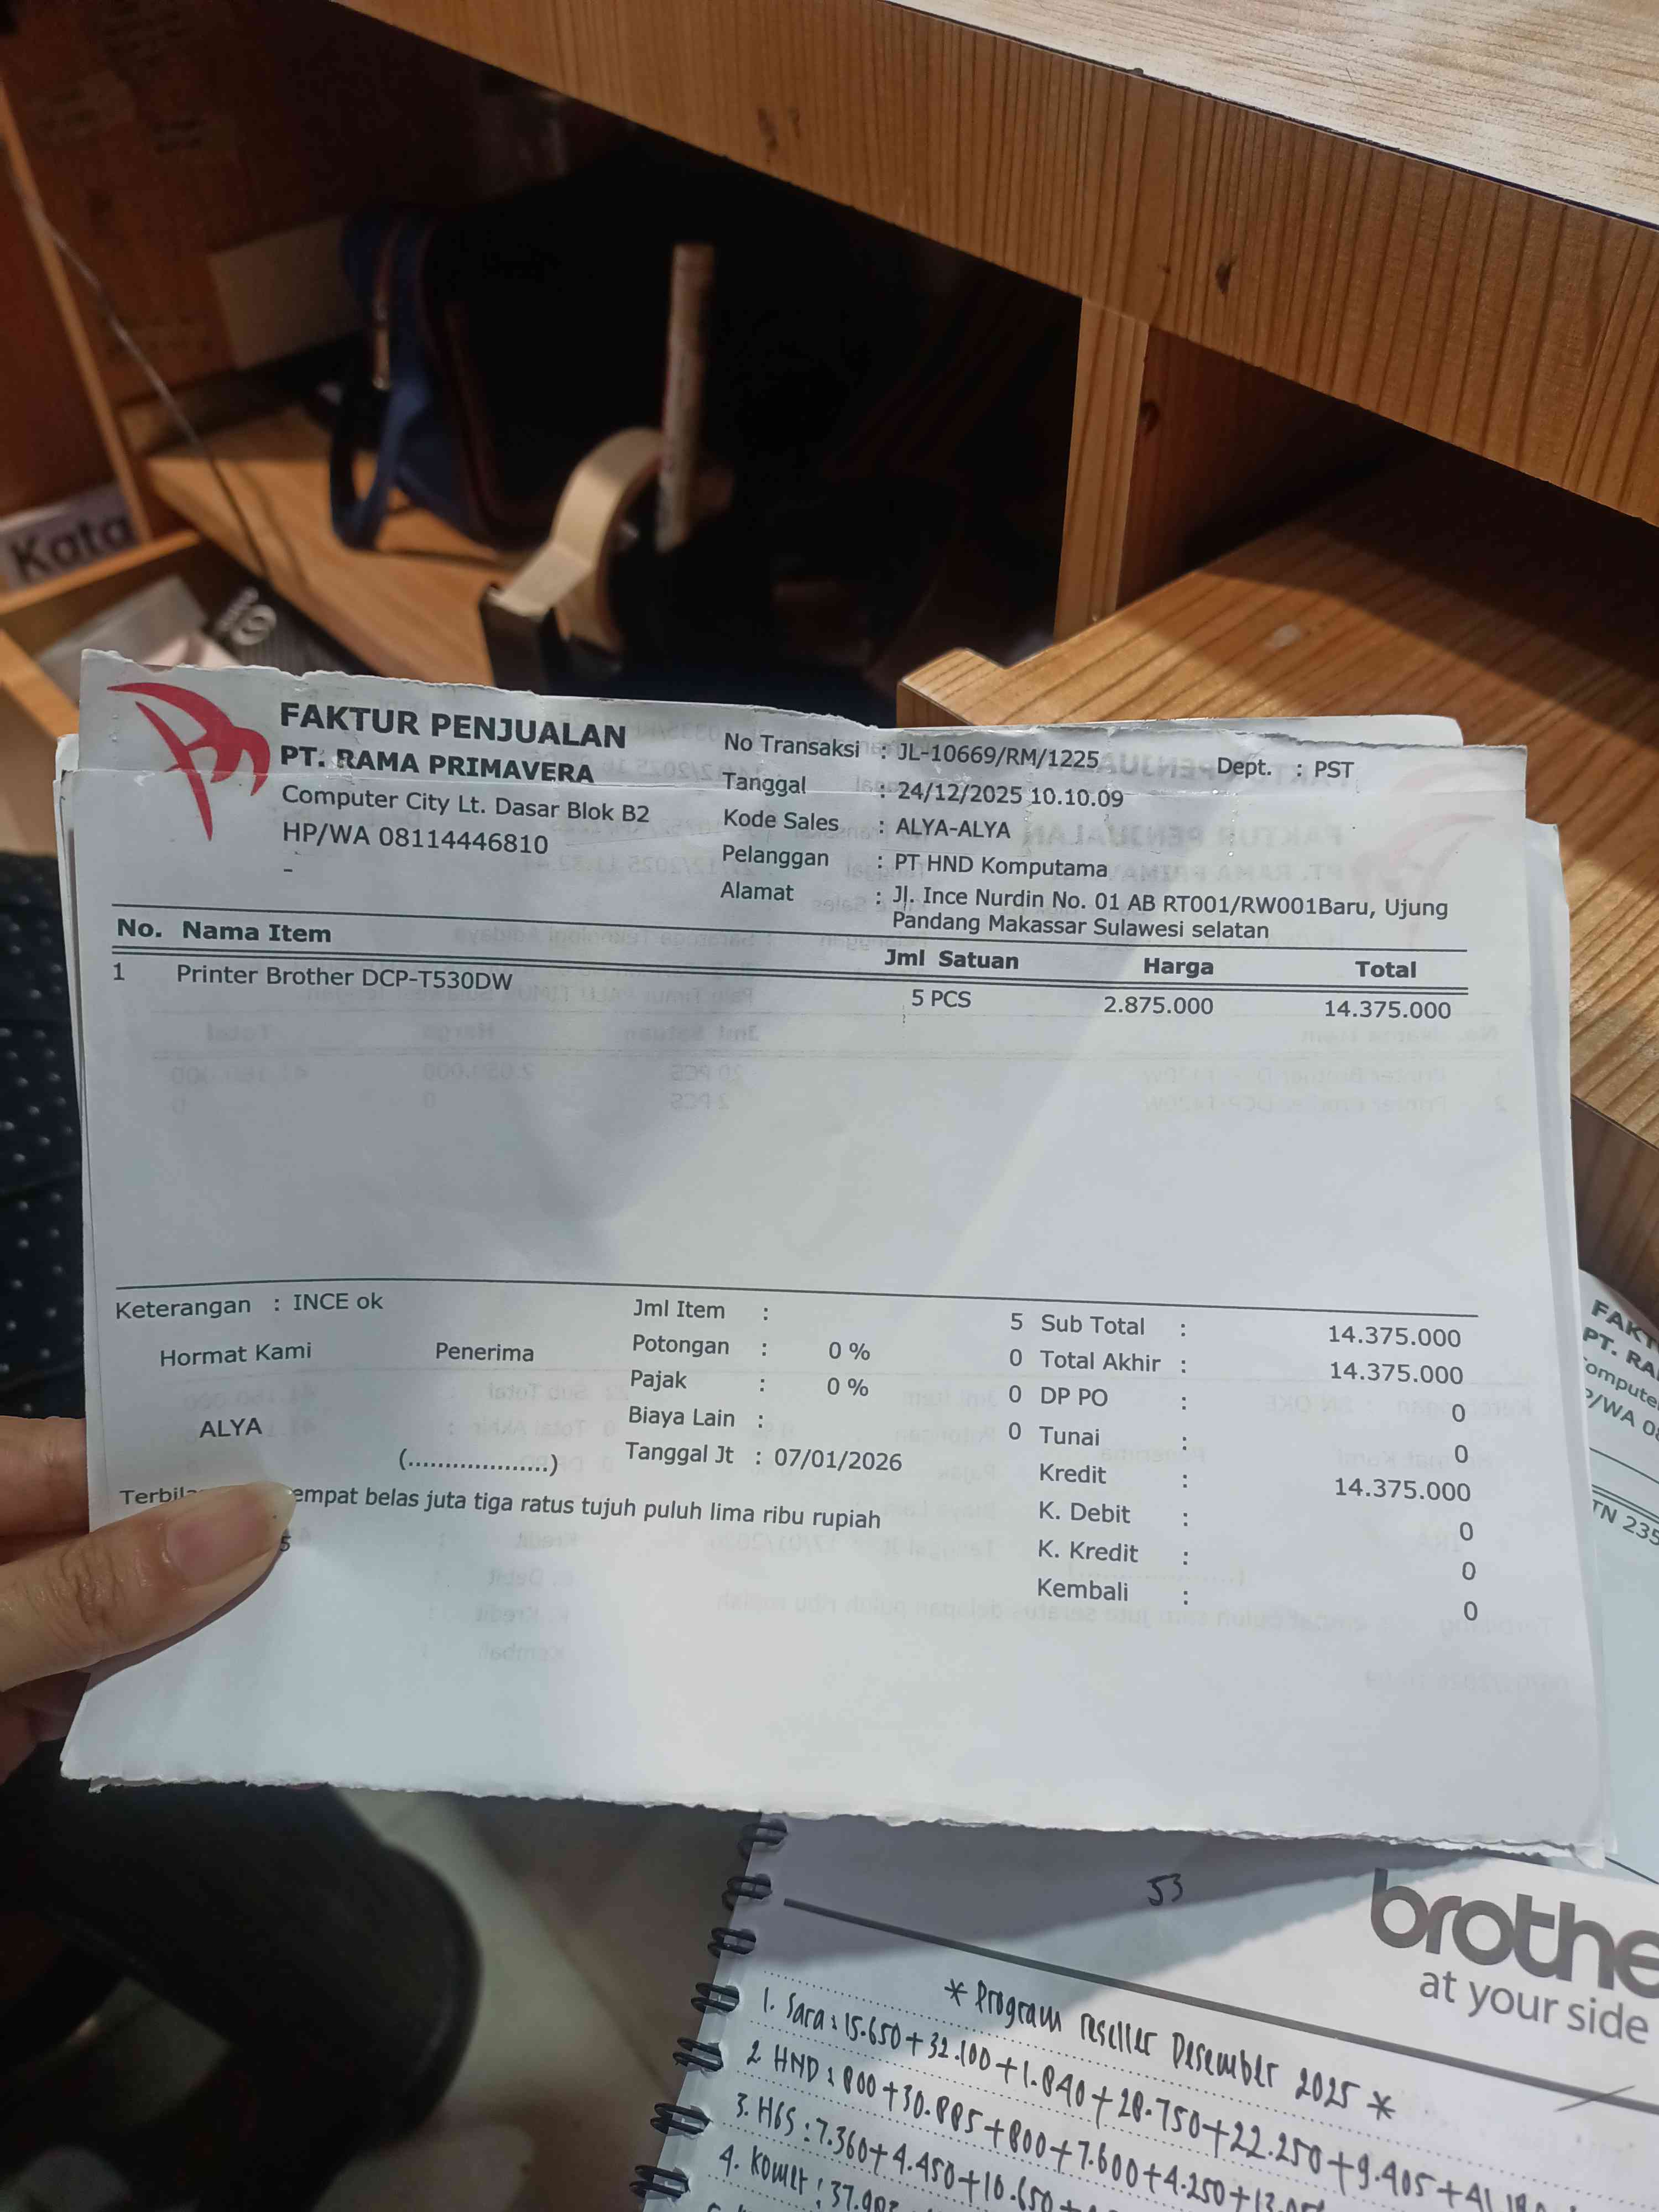 Kata
FAKTUR PENJUALAN
PT. RAMA PRIMAVERA
Computer City Lt. Dasar Blok B2
HP/WA 08114446810
-
No Transaksi : JL-10669/RM/1225 Dept. : PST
Tanggal : 24/12/2025 10.10.09
Kode Sales : ALYA-ALYA
Pelanggan : PT HND Komputama
Alamat : Jl. Ince Nurdin No. 01 AB RT001/RW001Baru, Ujung
Pandang Makassar Sulawesi selatan
No. Nama Item Jml Satuan Harga Total
1 Printer Brother DCP-T530DW 5 PCS 2.875.000 14.375.000
Keterangan : INCE ok
Hormat Kami Penerima
ALYA
(...................)
Jml Item : 5
Potongan : 0 % 0
Pajak : 0 % 0
Biaya Lain : 0
Tanggal Jt : 07/01/2026
Sub Total : 14.375.000
Total Akhir : 14.375.000
DP PO : 0
Tunai : 0
Kredit : 14.375.000
K. Debit : 0
K. Kredit : 0
Kembali : 0
empat belas juta tiga ratus tujuh puluh lima ribu rupiah
5
TN 235
53
brothe
at your side
* Program reseller Desember 2025 *
1. Sara : 15.650+32.100+1.840+28.750+22.250+9.405+
2 HND : 800+30.885+800+7.600+4.250+
3. HGS : 7.360+4.450+10.650+
4. Komet :